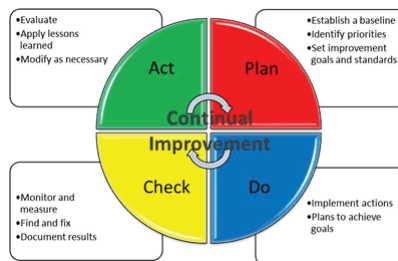 •Evaluate
•Apply lessons
learned
•Modify as necessary
•Establish a baseline
•Identify priorities
•Set improvement
goals and standards
Act
Plan
Continual
Improvement
Check
Do
•Monitor and
measure
•Find and fix
•Document results
•Implement actions
•Plans to achieve
goals